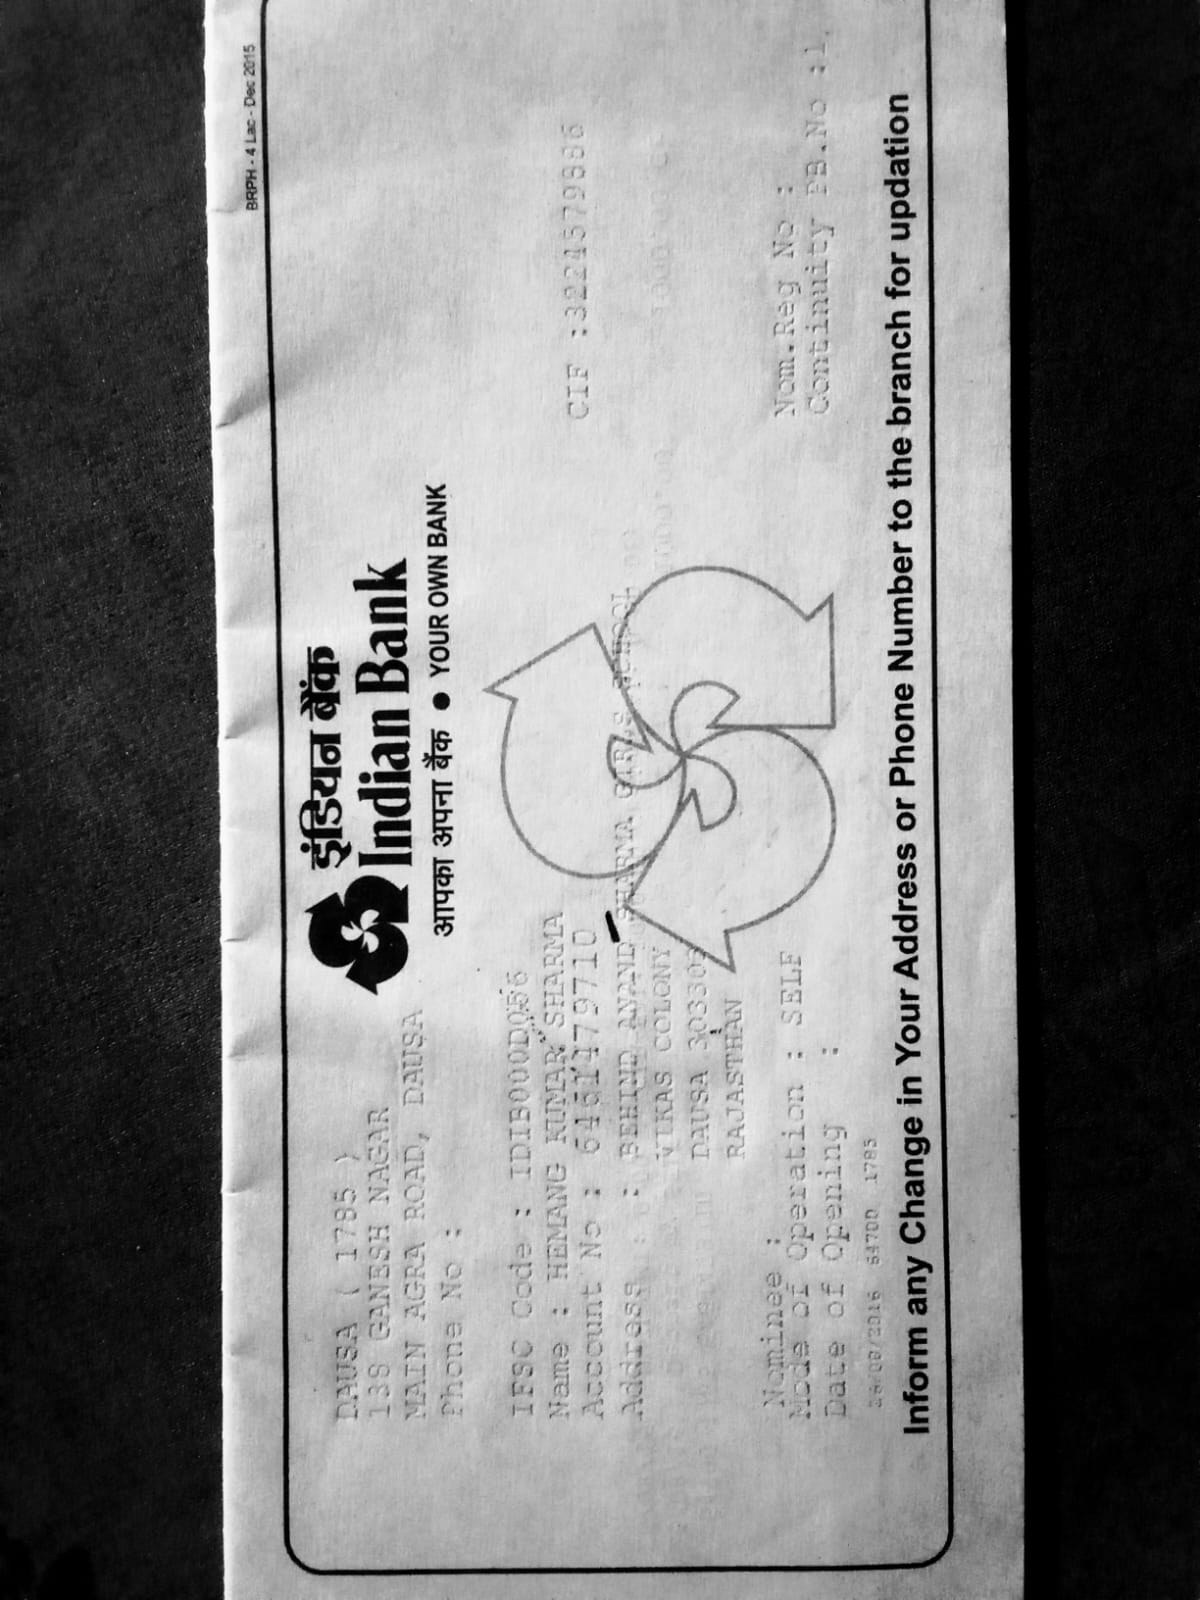 BRPH - 4 Lac - Dec 2015
इंडियन बैंक
Indian Bank
आपका अपना बैंक ● YOUR OWN BANK
DAUSA ( 1785 )
138 GANESH NAGAR
MAIN AGRA ROAD, DAUSA
Phone No :
IFSC Code : IDIB000D056
Name : HEMANG KUMAR SHARMA
Account No : 6451479710
CIF :3224579886
Address : BEHIND ANAND SHARMA GIRLS SCHOOL
VIKAS COLONY
DAUSA 303303
RAJASTHAN
Nominee :
Nom.Reg No :
Mode of Operation : SELF
Continuity PB.No :1
Date of Opening :
64700 1785
Inform any Change in Your Address or Phone Number to the branch for updation